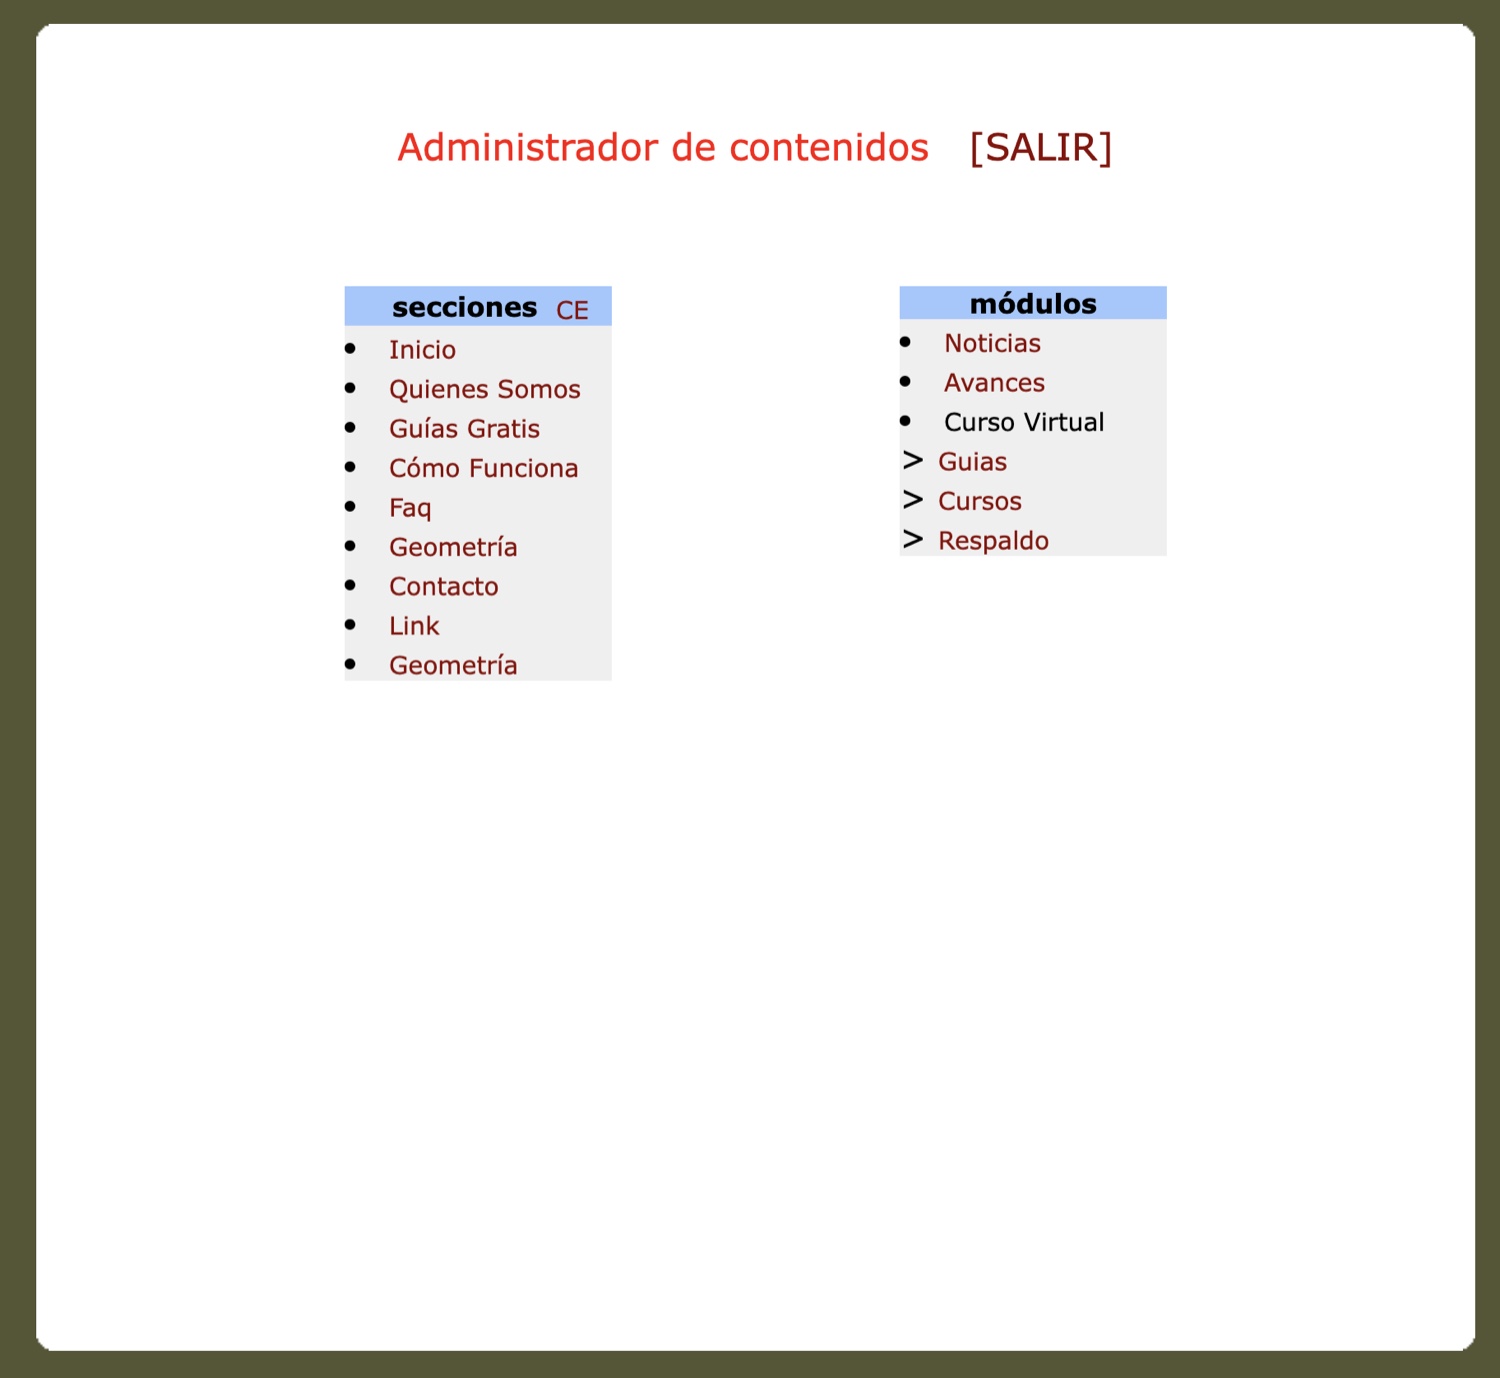 Administrador de contenidos [SALIR]
secciones CE
• Inicio
• Quienes Somos
• Guías Gratis
• Cómo Funciona
• Faq
• Geometría
• Contacto
• Link
• Geometría
módulos
• Noticias
• Avances
• Curso Virtual
> Guias
> Cursos
> Respaldo